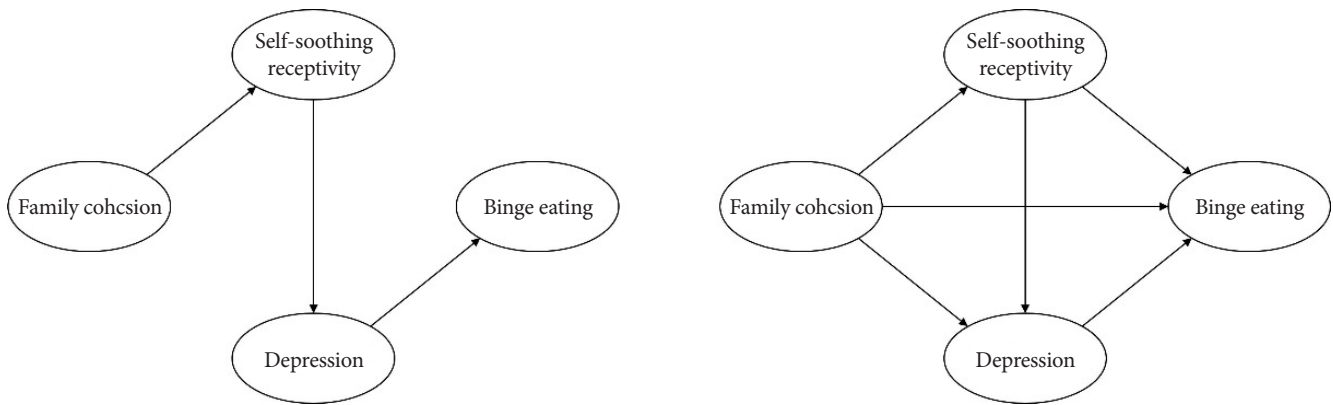 Self-soothing
receptivity
Family cohcsion
Binge eating
Depression
Self-soothing
receptivity
Family cohcsion
Binge eating
Depression